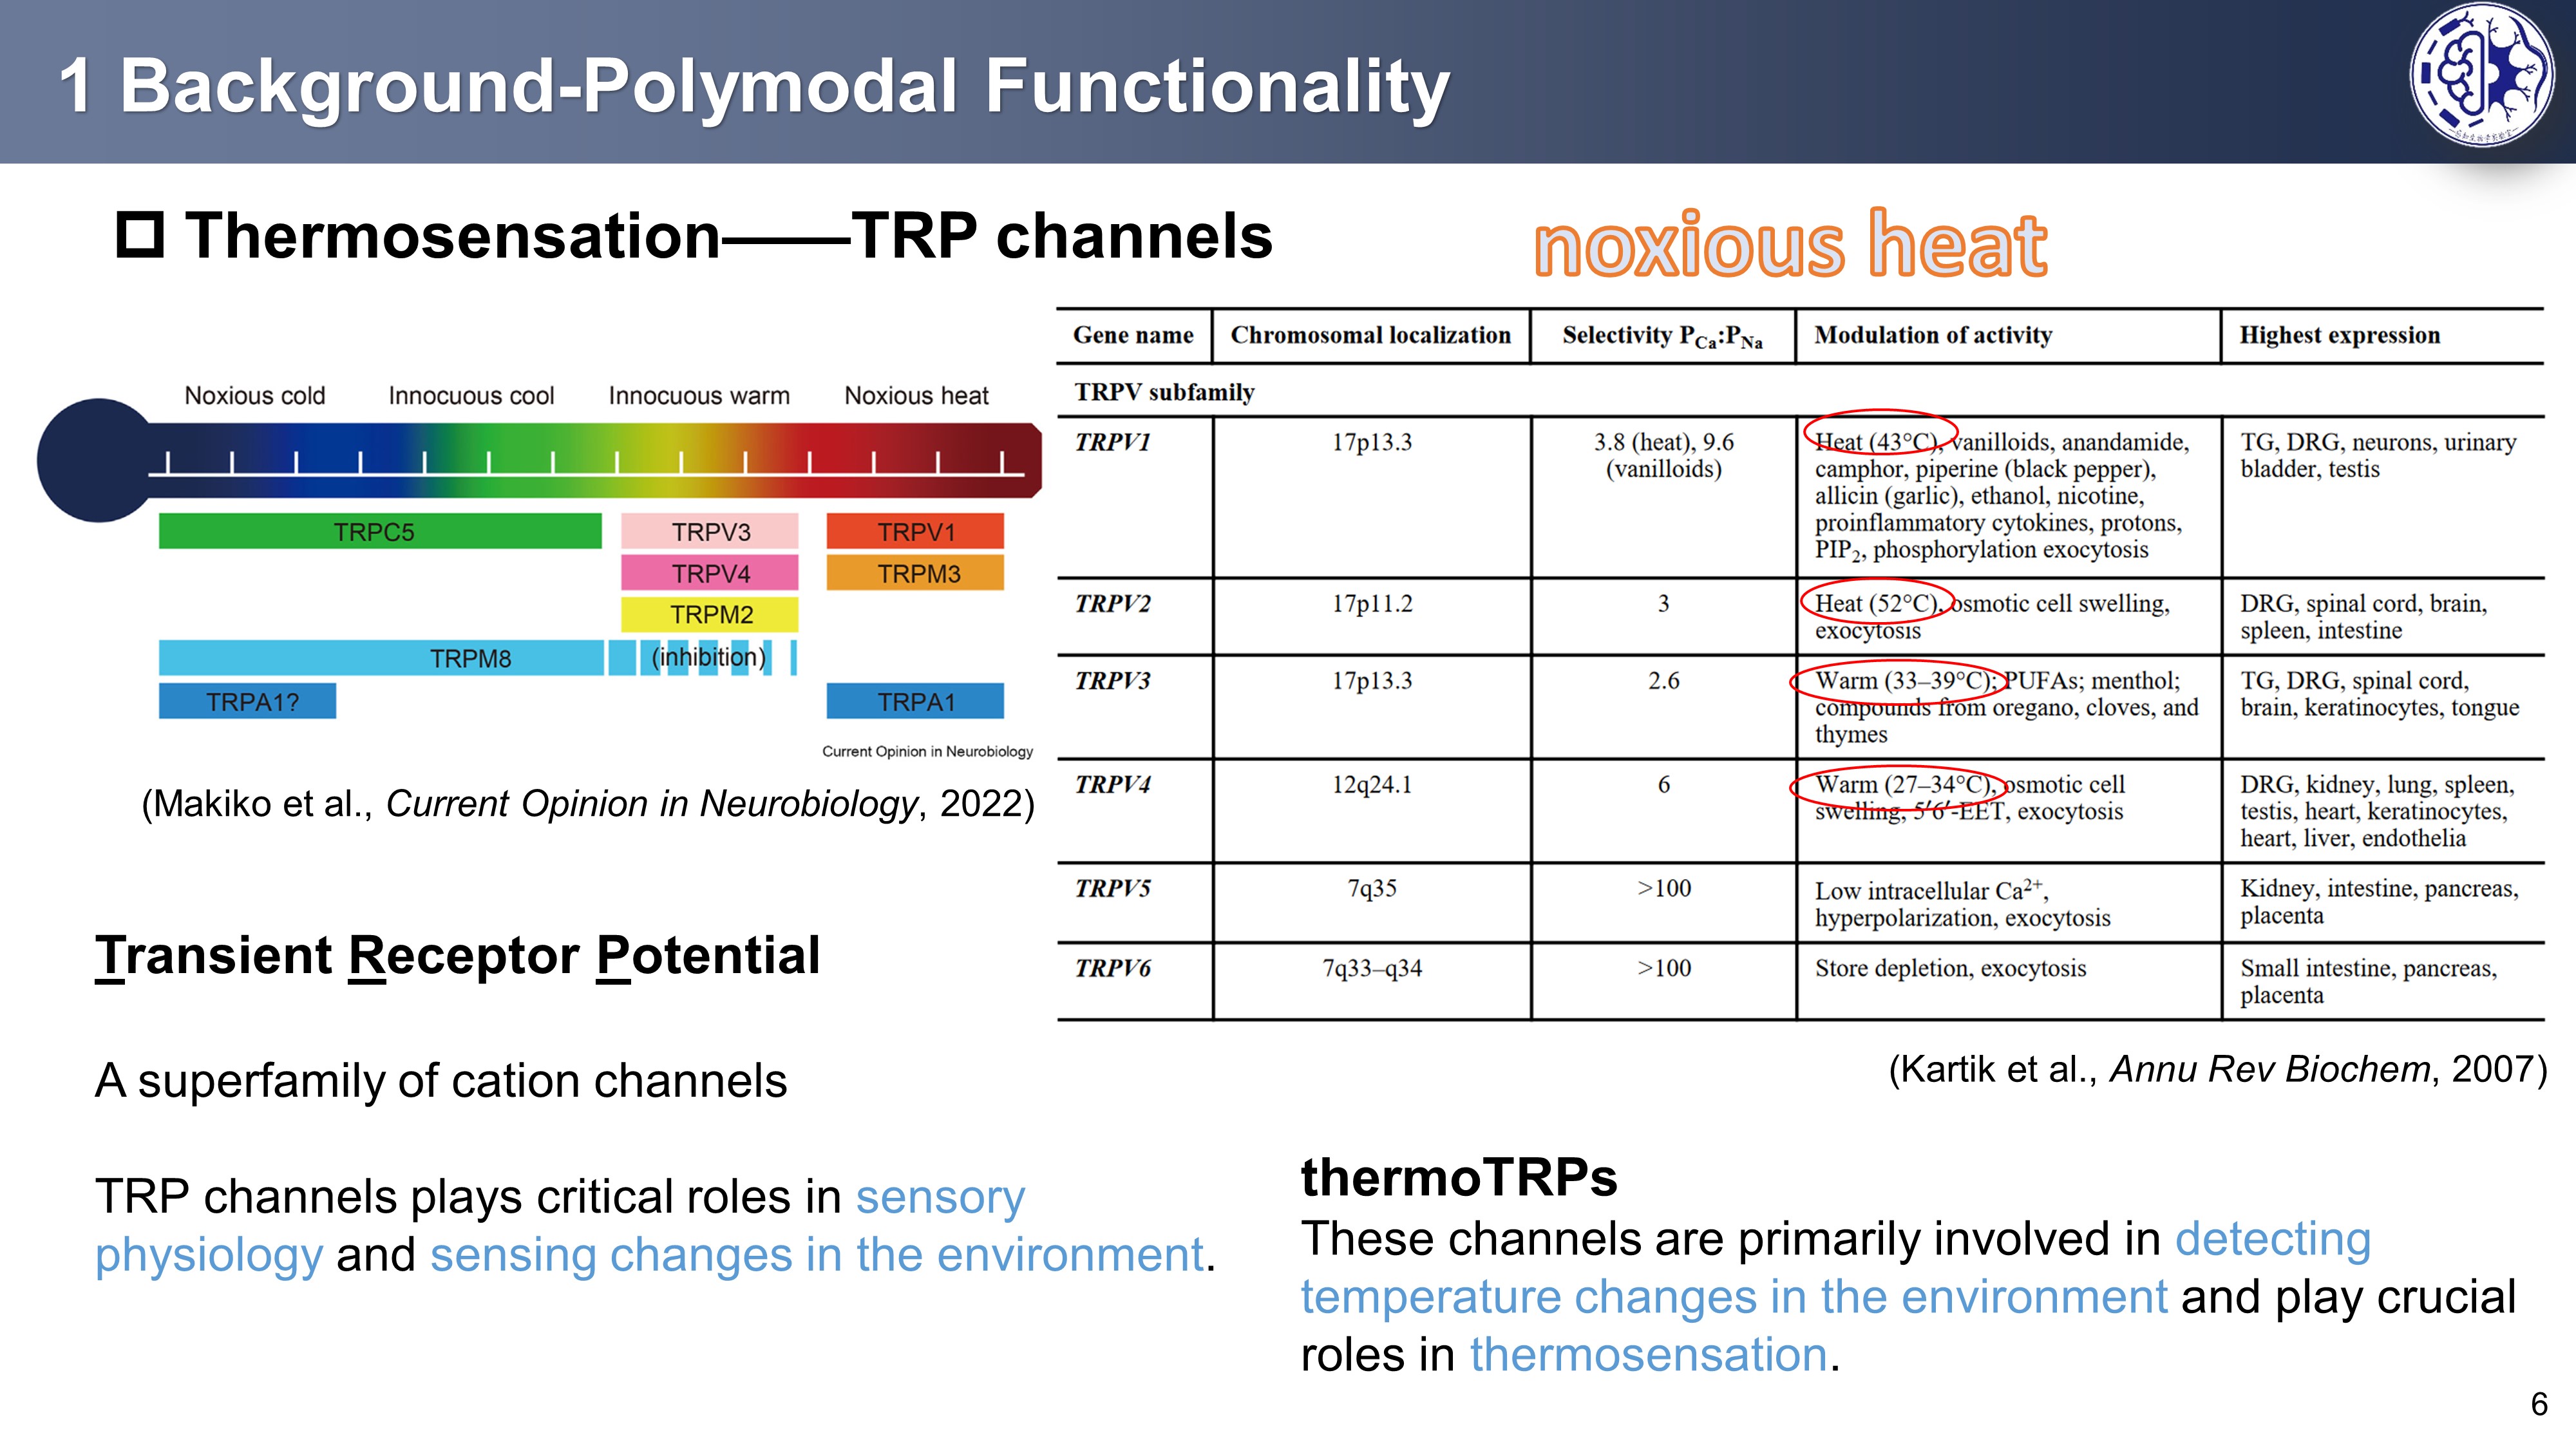 1 Background-Polymodal Functionality
Thermosensation——TRP channels
noxious heat
Noxious cold Innocuous cool Innocuous warm Noxious heat
TRPC5 TRPV3 TRPV1
TRPV4 TRPM3
TRPM2
TRPM8 (inhibition)
TRPA1? TRPA1
Current Opinion in Neurobiology
(Makiko et al., Current Opinion in Neurobiology, 2022)
Transient Receptor Potential
A superfamily of cation channels
TRP channels plays critical roles in sensory
physiology and sensing changes in the environment.
Gene name Chromosomal localization Selectivity PCa:PNa Modulation of activity Highest expression
TRPV subfamily
TRPV1 17p13.3 3.8 (heat), 9.6 Heat (43°C), vanilloids, anandamide, TG, DRG, neurons, urinary
(vanilloids) camphor, piperine (black pepper), bladder, testis
allicin (garlic), ethanol, nicotine,
proinflammatory cytokines, protons,
PIP2, phosphorylation exocytosis
TRPV2 17p11.2 3 Heat (52°C), osmotic cell swelling, DRG, spinal cord, brain,
exocytosis spleen, intestine
TRPV3 17p13.3 2.6 Warm (33–39°C); PUFAs; menthol; TG, DRG, spinal cord,
compounds from oregano, cloves, and brain, keratinocytes, tongue
thymes
TRPV4 12q24.1 6 Warm (27–34°C), osmotic cell DRG, kidney, lung, spleen,
swelling, 5′6′-EET, exocytosis testis, heart, keratinocytes,
heart, liver, endothelia
TRPV5 7q35 >100 Low intracellular Ca2+, Kidney, intestine, pancreas,
hyperpolarization, exocytosis placenta
TRPV6 7q33–q34 >100 Store depletion, exocytosis Small intestine, pancreas,
placenta
(Kartik et al., Annu Rev Biochem, 2007)
thermoTRPs
These channels are primarily involved in detecting
temperature changes in the environment and play crucial
roles in thermosensation.
6